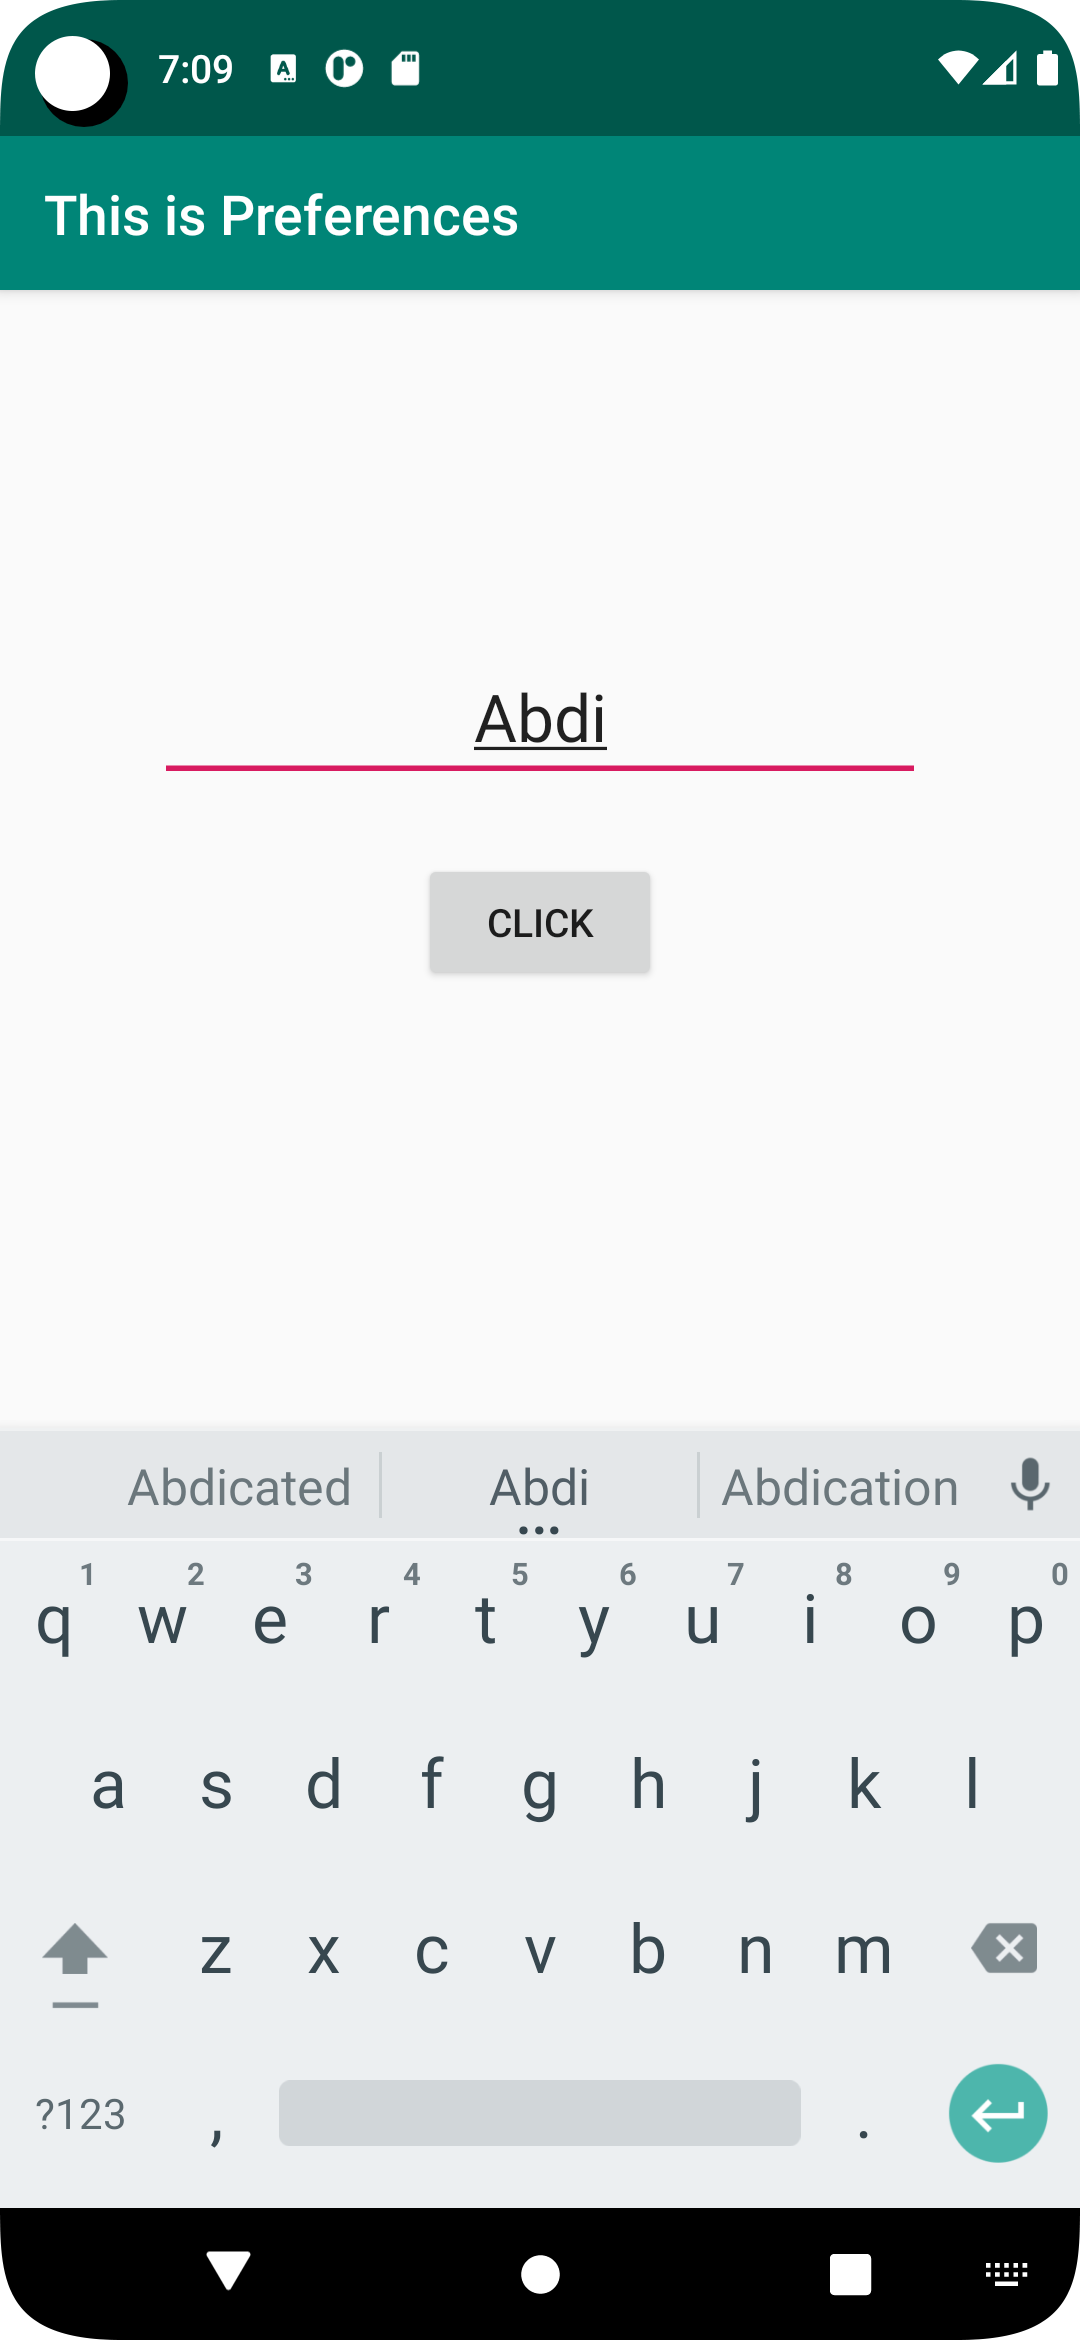 7:09
This is Preferences
Abdi
CLICK
Abdicated Abdi Abdication
1 2 3 4 5 6 7 8 9 0
q w e r t y u i o p
a s d f g h j k l
z x c v b n m
?123 , .